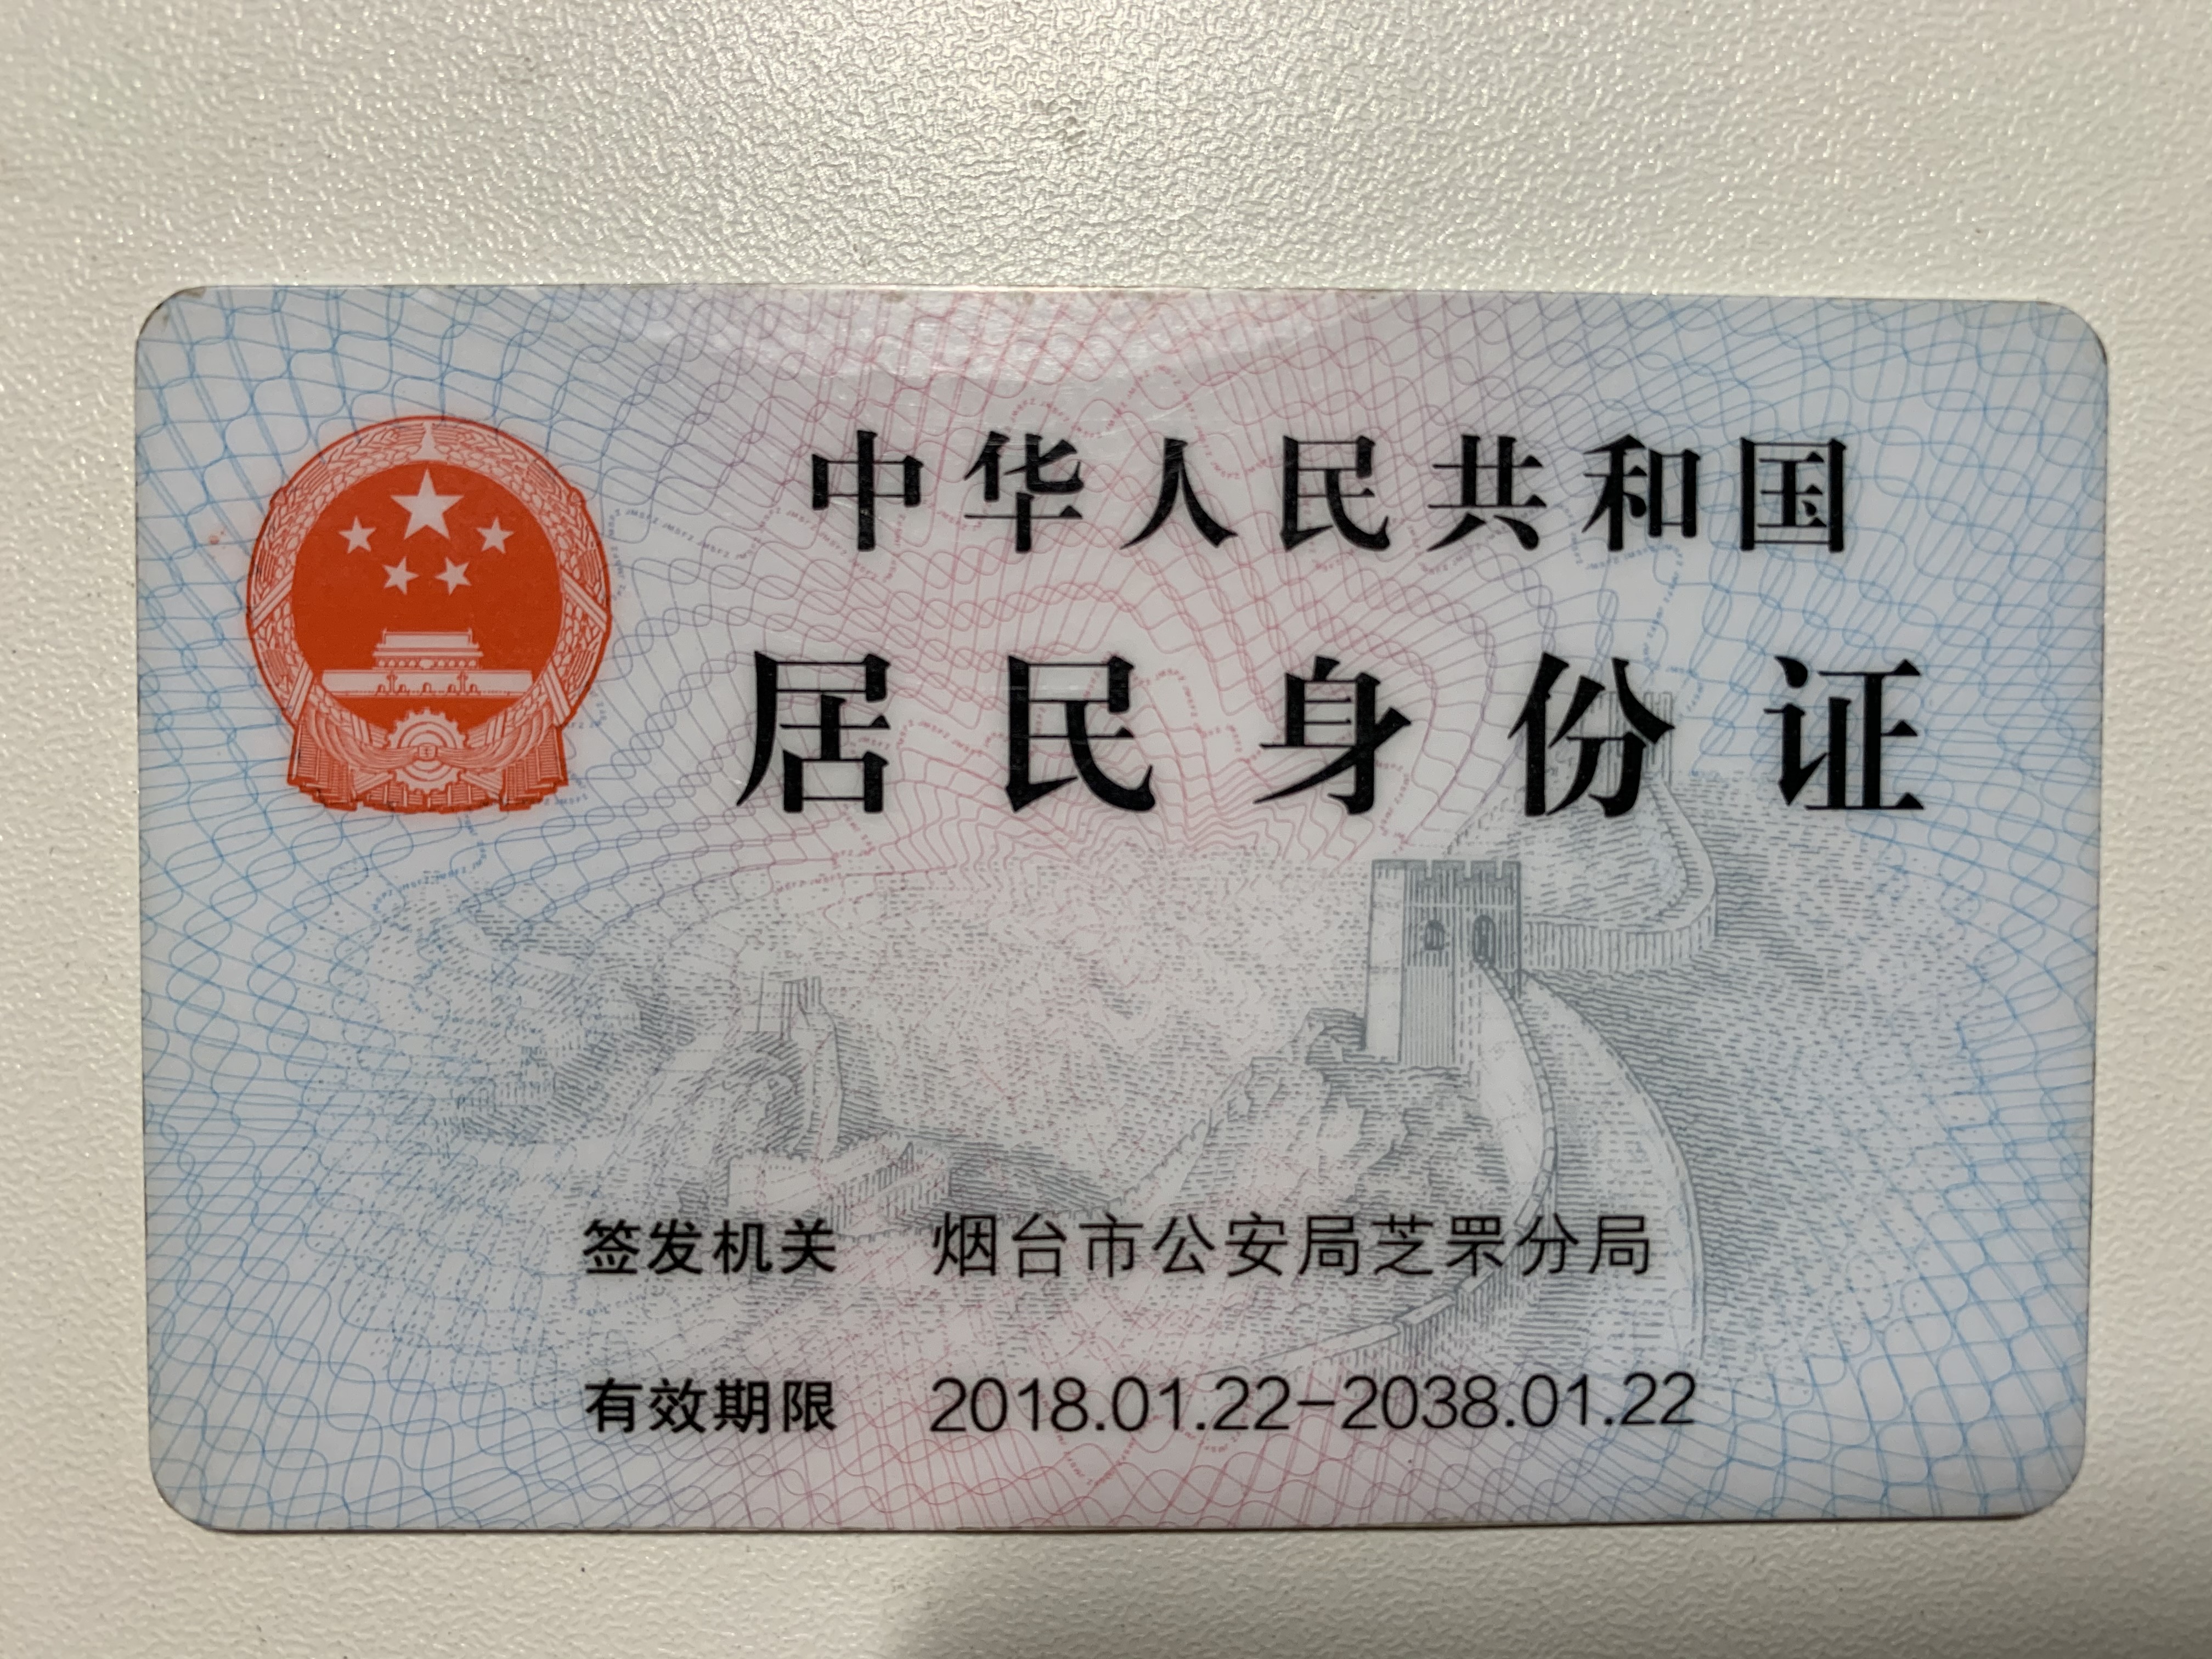 中华人民共和国
居民身份证
签发机关 烟台市公安局芝罘分局
有效期限 2018.01.22-2038.01.22